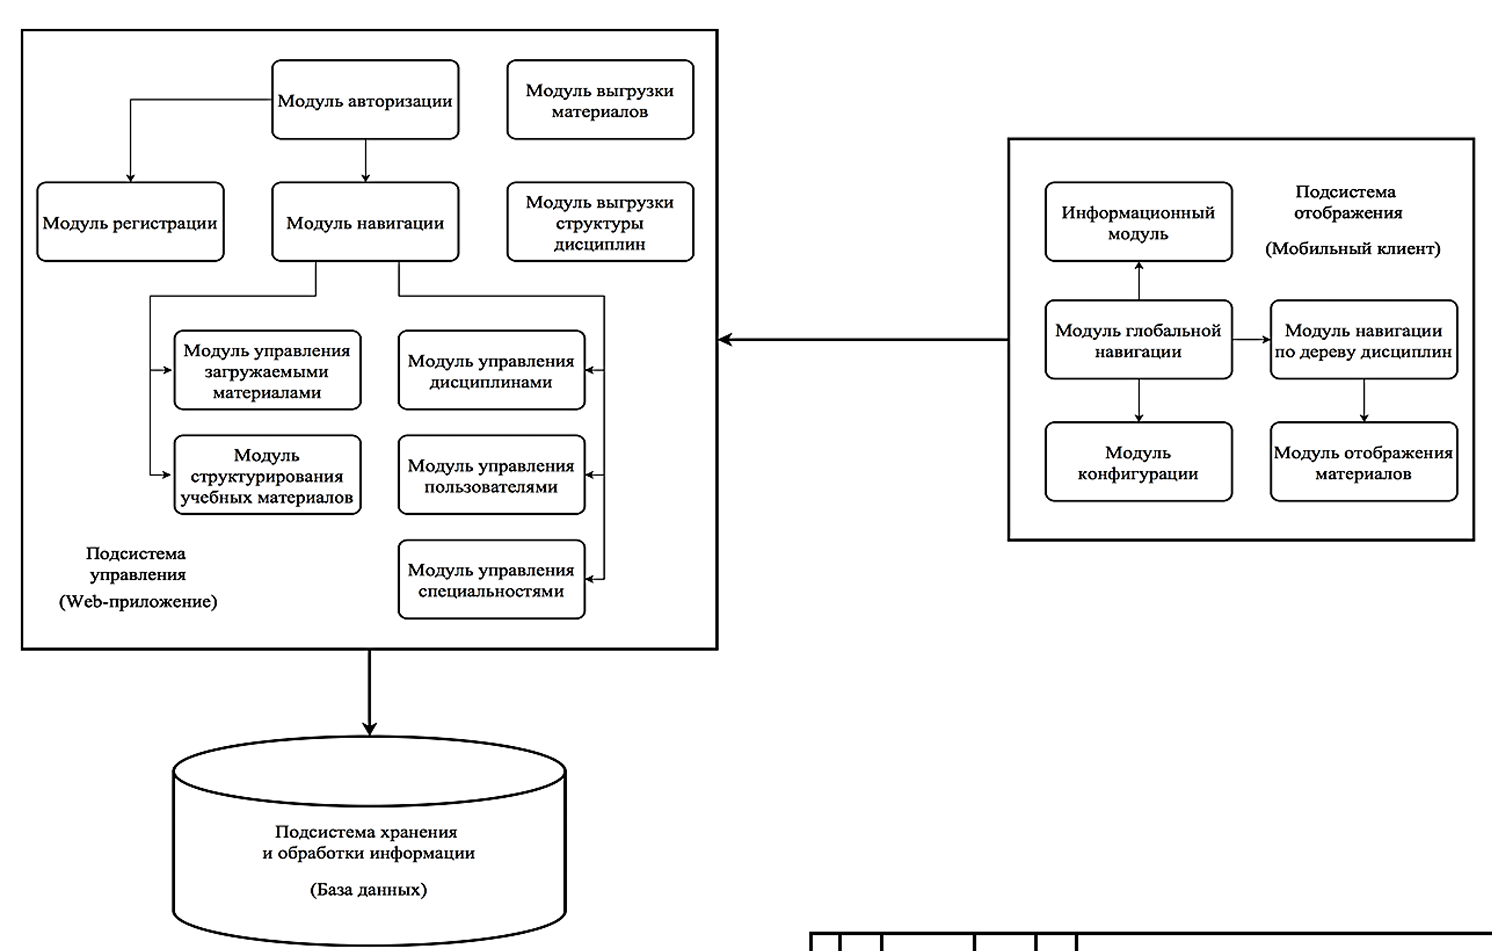 Модуль авторизации
Модуль выгрузки
материалов
Модуль регистрации
Модуль навигации
Модуль выгрузки
структуры
дисциплин
Модуль управления
загружаемыми
материалами
Модуль управления
дисциплинами
Модуль
структурирования
учебных материалов
Модуль управления
пользователями
Модуль управления
специальностями
Подсистема
управления
(Web-приложение)
Информационный
модуль
Подсистема
отображения
(Мобильный клиент)
Модуль глобальной
навигации
Модуль навигации
по дереву дисциплин
Модуль
конфигурации
Модуль отображения
материалов
Подсистема хранения
и обработки информации
(База данных)